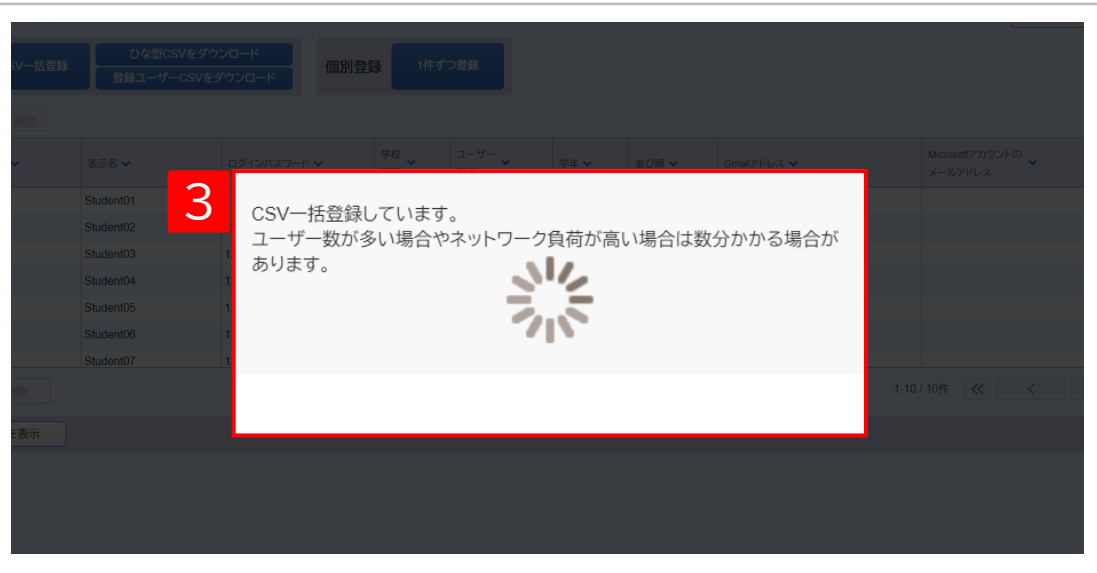 V一括登録
ひな型CSVをダウンロード
登録ユーザーCSVをダウンロード
個別登録
1件ずつ登録
解除
表示名
ログインパスワード
学校
ユーザー
学年
並び順
Gmailアドレス
Microsoftアカウントの
メールアドレス
3
Student01
Student02
Student03
Student04
Student05
Student06
Student07
CSV一括登録しています。
ユーザー数が多い場合やネットワーク負荷が高い場合は数分かかる場合が
あります。
1-10 / 10件
を表示